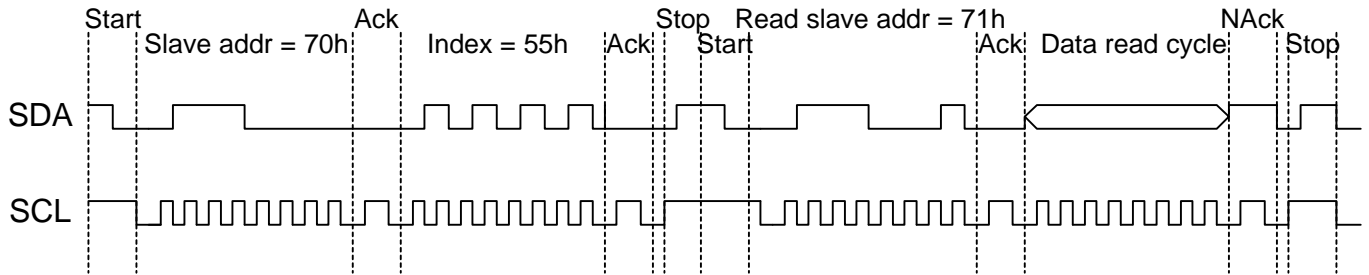 Start Ack Stop Read slave addr = 71h NAck
Slave addr = 70h Index = 55h Ack Start Ack Data read cycle Stop
SDA
SCL